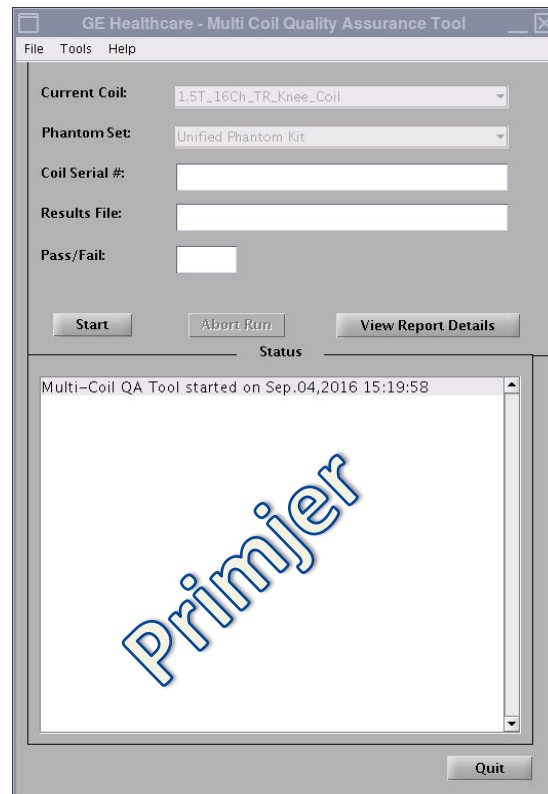 GE Healthcare - Multi Coil Quality Assurance Tool
File Tools Help
Current Coil: 1.5T_16Ch_TR_Knee_Coil
Phantom Set: Unified Phantom Kit
Coil Serial #:
Results File:
Pass/Fail:
Start Abort Run View Report Details
Status
Multi-Coil QA Tool started on Sep.04,2016 15:19:58
Primjer
Quit